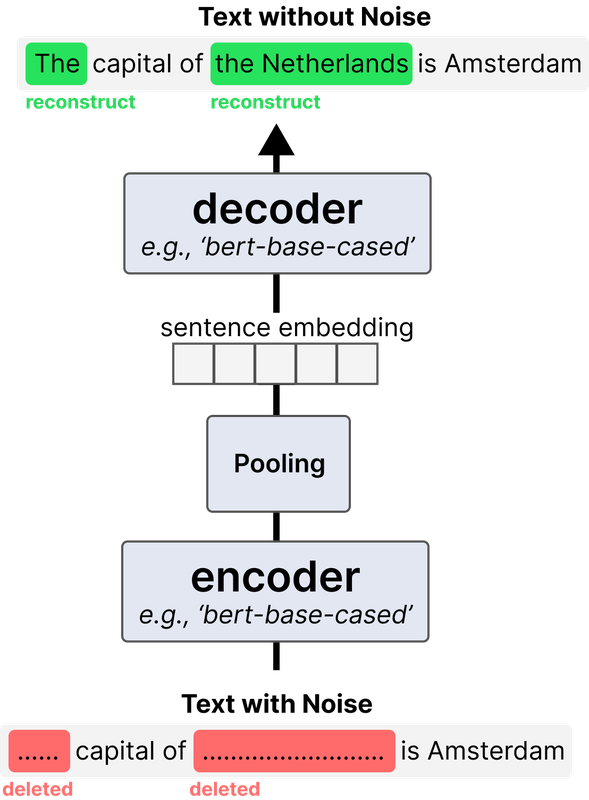 Text without Noise
The capital of the Netherlands is Amsterdam
reconstruct reconstruct
decoder
e.g., ‘bert-base-cased’
sentence embedding
Pooling
encoder
e.g., ‘bert-base-cased’
Text with Noise
...... capital of .......................... is Amsterdam
deleted deleted